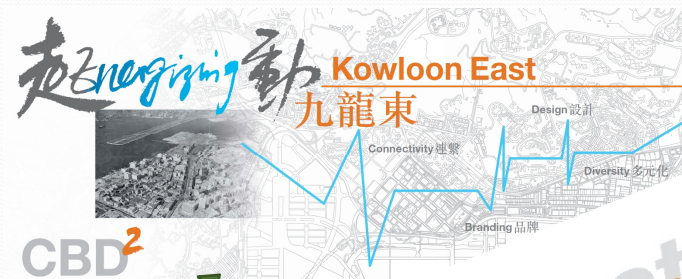 起Energizing動 Kowloon East
九龍東
Design 設計
Connectivity 連繫
Diversity 多元化
Branding 品牌
CBD²